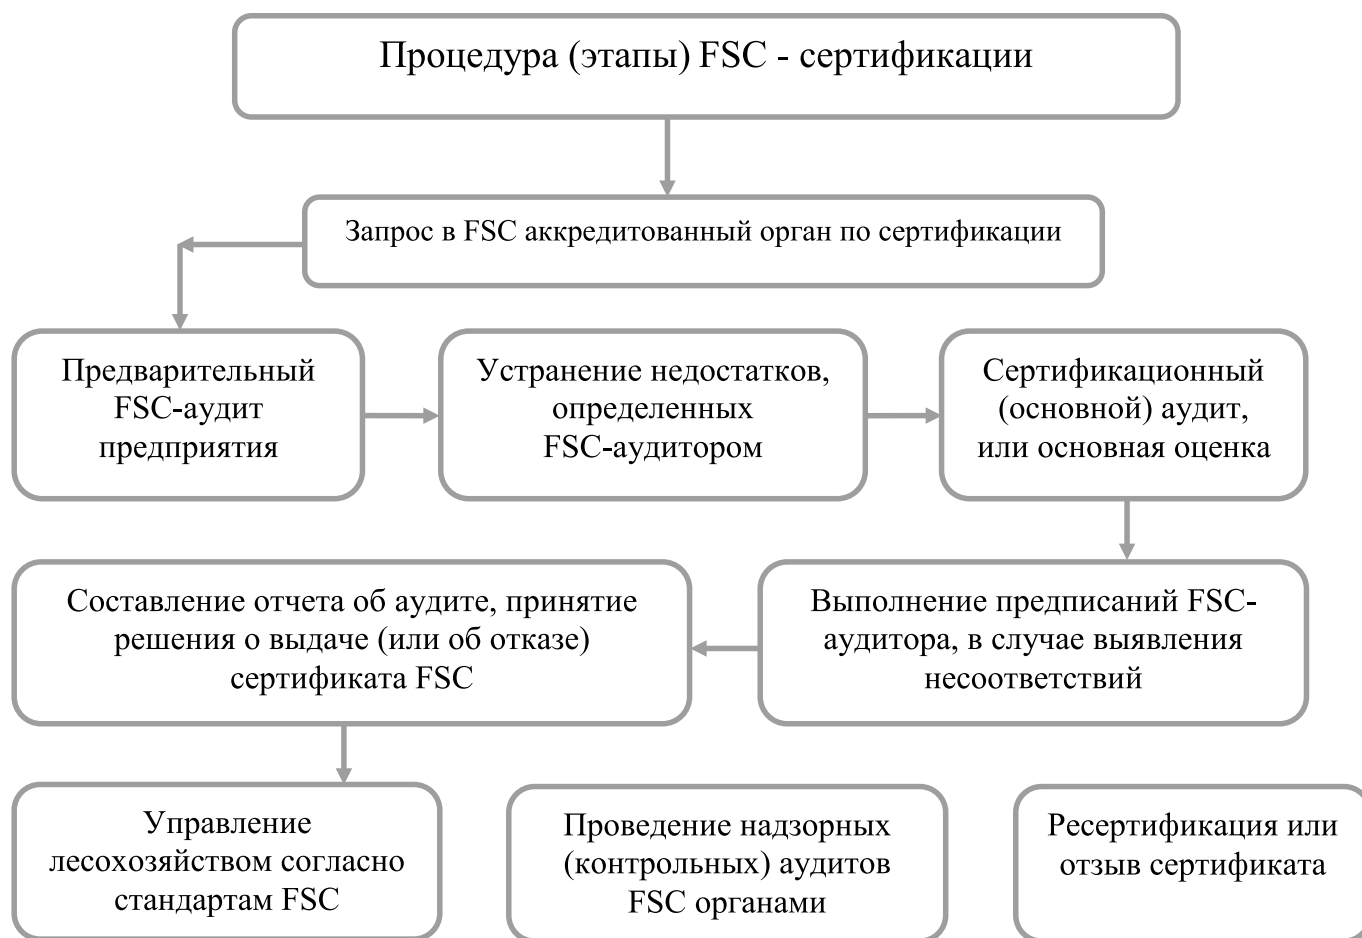 Процедура (этапы) FSC - сертификации
Запрос в FSC аккредитованный орган по сертификации
Предварительный
FSC-аудит
предприятия
Устранение недостатков,
определенных
FSC-аудитором
Сертификационный
(основной) аудит,
или основная оценка
Составление отчета об аудите, принятие
решения о выдаче (или об отказе)
сертификата FSC
Выполнение предписаний FSC-
аудитора, в случае выявления
несоответствий
Управление
лесохозяйством согласно
стандартам FSC
Проведение надзорных
(контрольных) аудитов
FSC органами
Ресертификация или
отзыв сертификата